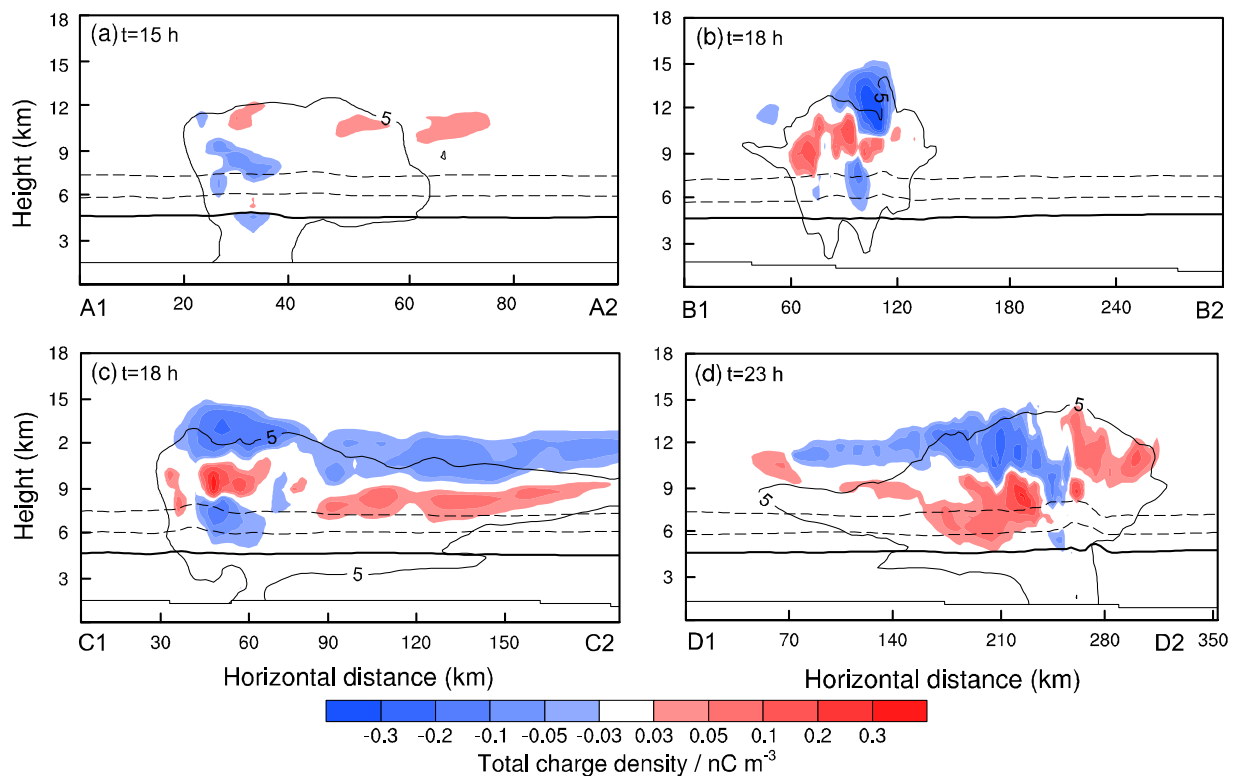 (a) t=15 h
18
15
12
9
6
3
Height (km)
5
4
20
40
60
80
A1
A2
(b) t=18 h
18
15
12
9
6
3
5
60
120
180
240
B1
B2
(c) t=18 h
18
15
2
9
6
3
Height (km)
5
5
30
60
90
120
150
C1
C2
Horizontal distance (km)
(d) t=23 h
18
15
12
9
6
3
5
5
70
140
210
280
350
D1
D2
Horizontal distance (km)
-0.3 -0.2 -0.1 -0.05 -0.03 0.03 0.05 0.1 0.2 0.3
Total charge density / nC m⁻³